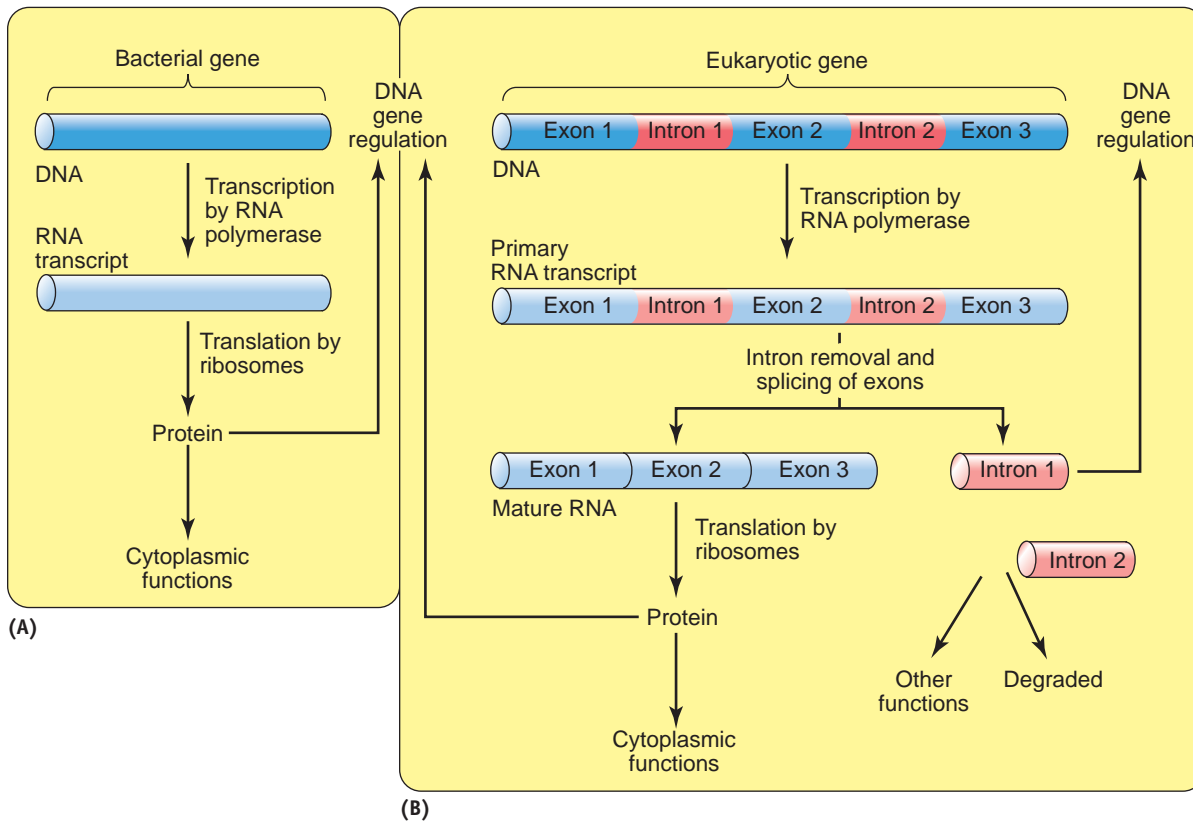 Bacterial gene
DNA
gene
regulation
DNA
Transcription
by RNA
polymerase
RNA
transcript
Translation by
ribosomes
Protein
Cytoplasmic
functions
(A)
Eukaryotic gene
DNA
gene
regulation
Exon 1 Intron 1 Exon 2 Intron 2 Exon 3
DNA
Transcription by
RNA polymerase
Primary
RNA transcript
Exon 1 Intron 1 Exon 2 Intron 2 Exon 3
Intron removal and
splicing of exons
Exon 1 Exon 2 Exon 3
Intron 1
Mature RNA
Translation by
ribosomes
Intron 2
Protein
Other
functions
Degraded
Cytoplasmic
functions
(B)